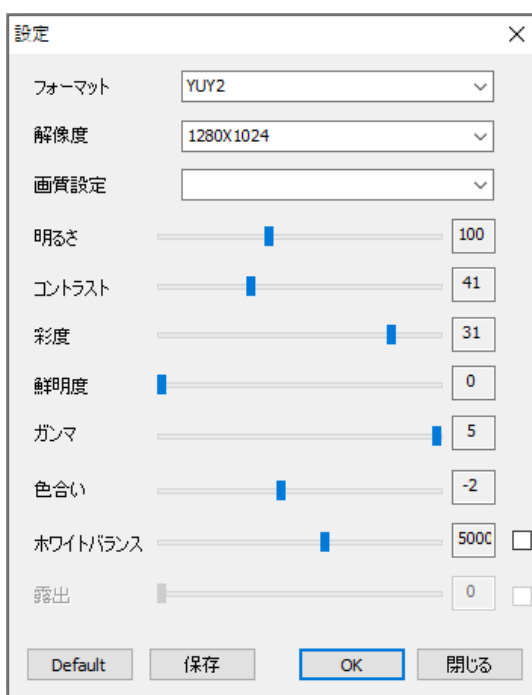 設定
フォーマット YUY2
解像度 1280X1024
画質設定
明るさ 100
コントラスト 41
彩度 31
鮮明度 0
ガンマ 5
色合い -2
ホワイトバランス 5000
露出 0
Default 保存 OK 閉じる